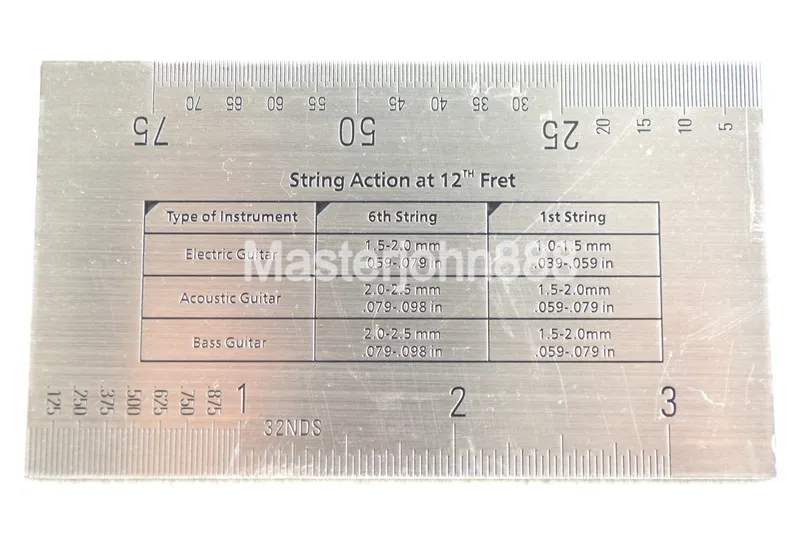 70 65 60 55 45 40 35 30 20 15 10 5
75 50 25
String Action at 12TH Fret
Type of Instrument 6th String 1st String
Electric Guitar 1.5-2.0 mm 1.0-1.5 mm
.059-.079 in .039-.059 in
Masterjohn883
Acoustic Guitar 2.0-2.5 mm 1.5-2.0mm
.079-.098 in .059-.079 in
Bass Guitar 2.0-2.5 mm 1.5-2.0mm
.079-.098 in .059-.079 in
.125 .250 .375 .500 .625 .750 .875 1 2 3
32NDS